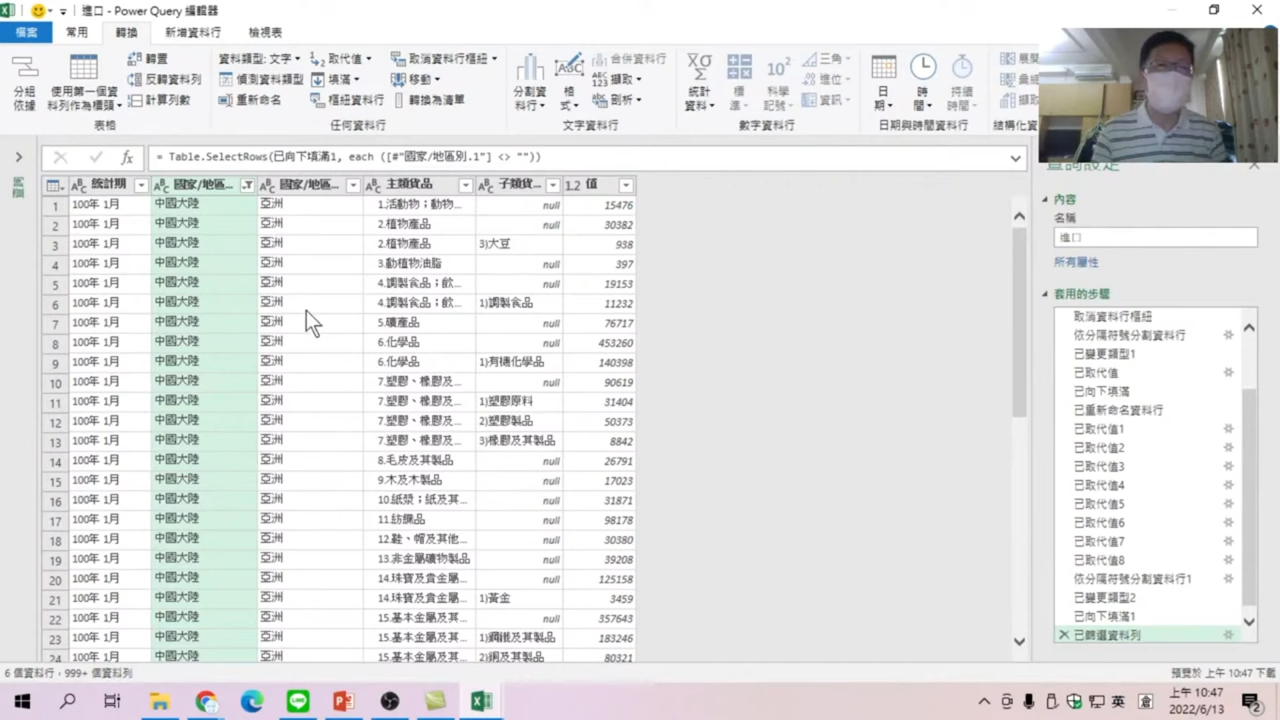 進口 - Power Query 編輯器
檔案 常用 轉換 新增資料行 檢視表
分組依據 使用第一個資料列作為標頭 轉置 反轉資料列 計算列數
表格
資料類型: 文字 偵測資料類型 重新命名 取代值 填滿 樞紐資料行 取消資料行樞紐 移動 轉換為清單
任何資料行
分割資料行 格式 合併資料行 擷取 剖析
文字資料行
統計資料 標準 科學記號 三角 進位 資訊
數字資料行
日期 時間 持續時間
日期與時間資料行
= Table.SelectRows(已向下填滿1, each ([#"國家/地區別.1"] <> ""))
統計期 國家/地區... 國家/地區... 主類貨品 子類貨... 1.2 值
1 100年 1月 中國大陸 亞洲 1.活動物；動物... null 15476
2 100年 1月 中國大陸 亞洲 2.植物產品 null 30382
3 100年 1月 中國大陸 亞洲 2.植物產品 3)大豆 938
4 100年 1月 中國大陸 亞洲 3.動植物油脂 null 397
5 100年 1月 中國大陸 亞洲 4.調製食品；飲... null 19153
6 100年 1月 中國大陸 亞洲 4.調製食品；飲... 1)調製食品 11232
7 100年 1月 中國大陸 亞洲 5.礦產品 null 76717
8 100年 1月 中國大陸 亞洲 6.化學品 null 453260
9 100年 1月 中國大陸 亞洲 6.化學品 1)有機化學品 140398
10 100年 1月 中國大陸 亞洲 7.塑膠、橡膠及... null 90619
11 100年 1月 中國大陸 亞洲 7.塑膠、橡膠及... 1)塑膠原料 31404
12 100年 1月 中國大陸 亞洲 7.塑膠、橡膠及... 2)塑膠製品 50373
13 100年 1月 中國大陸 亞洲 7.塑膠、橡膠及... 3)橡膠及其製品 8842
14 100年 1月 中國大陸 亞洲 8.毛皮及其製品 null 26791
15 100年 1月 中國大陸 亞洲 9.木及木製品 null 17023
16 100年 1月 中國大陸 亞洲 10.紙漿；紙及其... null 31871
17 100年 1月 中國大陸 亞洲 11.紡織品 null 98178
18 100年 1月 中國大陸 亞洲 12.鞋、帽及其他... null 30380
19 100年 1月 中國大陸 亞洲 13.非金屬礦物製品 null 39208
20 100年 1月 中國大陸 亞洲 14.珠寶及貴金屬... null 125158
21 100年 1月 中國大陸 亞洲 14.珠寶及貴金屬... 1)黃金 3459
22 100年 1月 中國大陸 亞洲 15.基本金屬及其... null 357643
23 100年 1月 中國大陸 亞洲 15.基本金屬及其... 1)鋼鐵及其製品 183246
24 100年 1月 中國大陸 亞洲 15.基本金屬及其... 2)銅及其製品 80321
查詢設定
內容
名稱
進口
所有屬性
套用的步驟
取消資料行樞紐
依分隔符號分割資料行
已變更類型1
已取代值
已向下填滿
已重新命名資料行
已取代值1
已取代值2
已取代值3
已取代值4
已取代值5
已取代值6
已取代值7
已取代值8
依分隔符號分割資料行1
已變更類型2
已向下填滿1
已篩選資料列
6 個資料行，999+ 個資料列
預覽於 上午 10:47 下載
英
上午 10:47
2022/6/13